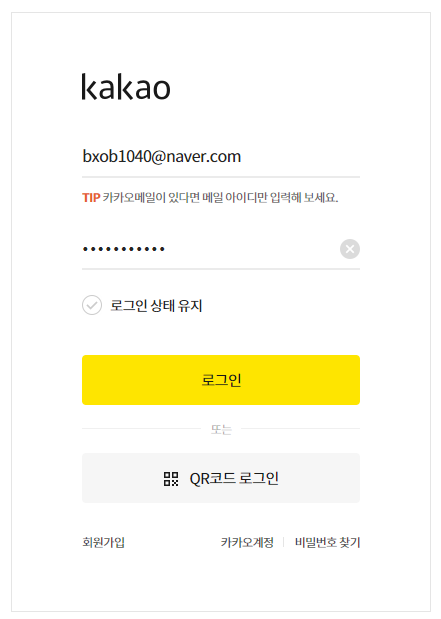 kakao
bxob1040@naver.com
TIP 카카오메일이 있다면 메일 아이디만 입력해 보세요.
•••••••••••
로그인 상태 유지
로그인
또는
QR코드 로그인
회원가입 카카오계정 비밀번호 찾기